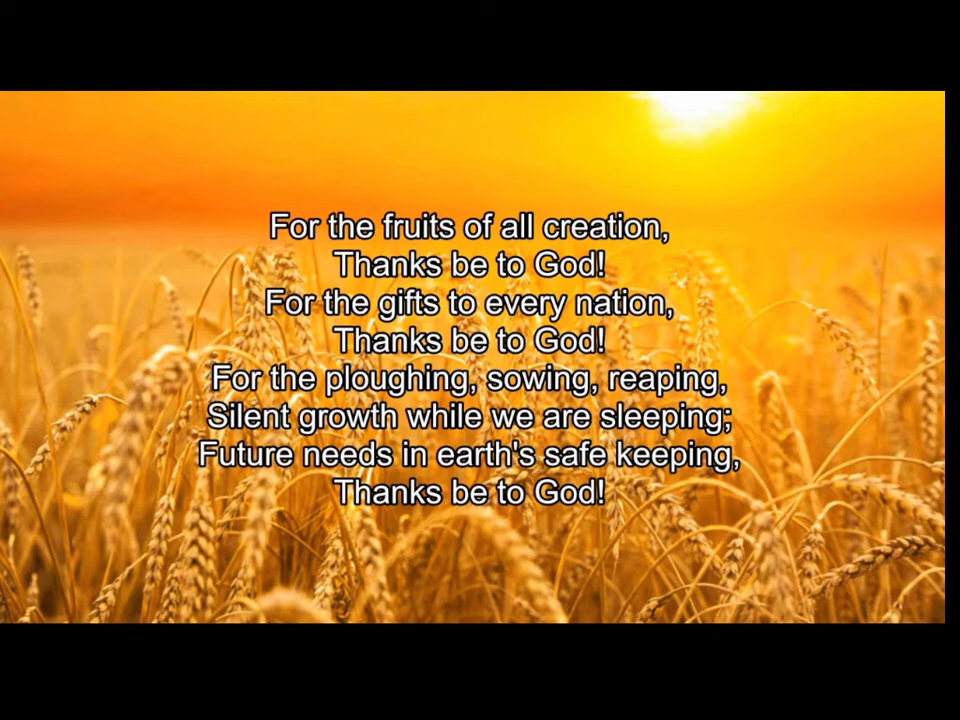 For the fruits of all creation,
Thanks be to God!
For the gifts to every nation,
Thanks be to God!
For the ploughing, sowing, reaping,
Silent growth while we are sleeping;
Future needs in earth's safe keeping,
Thanks be to God!